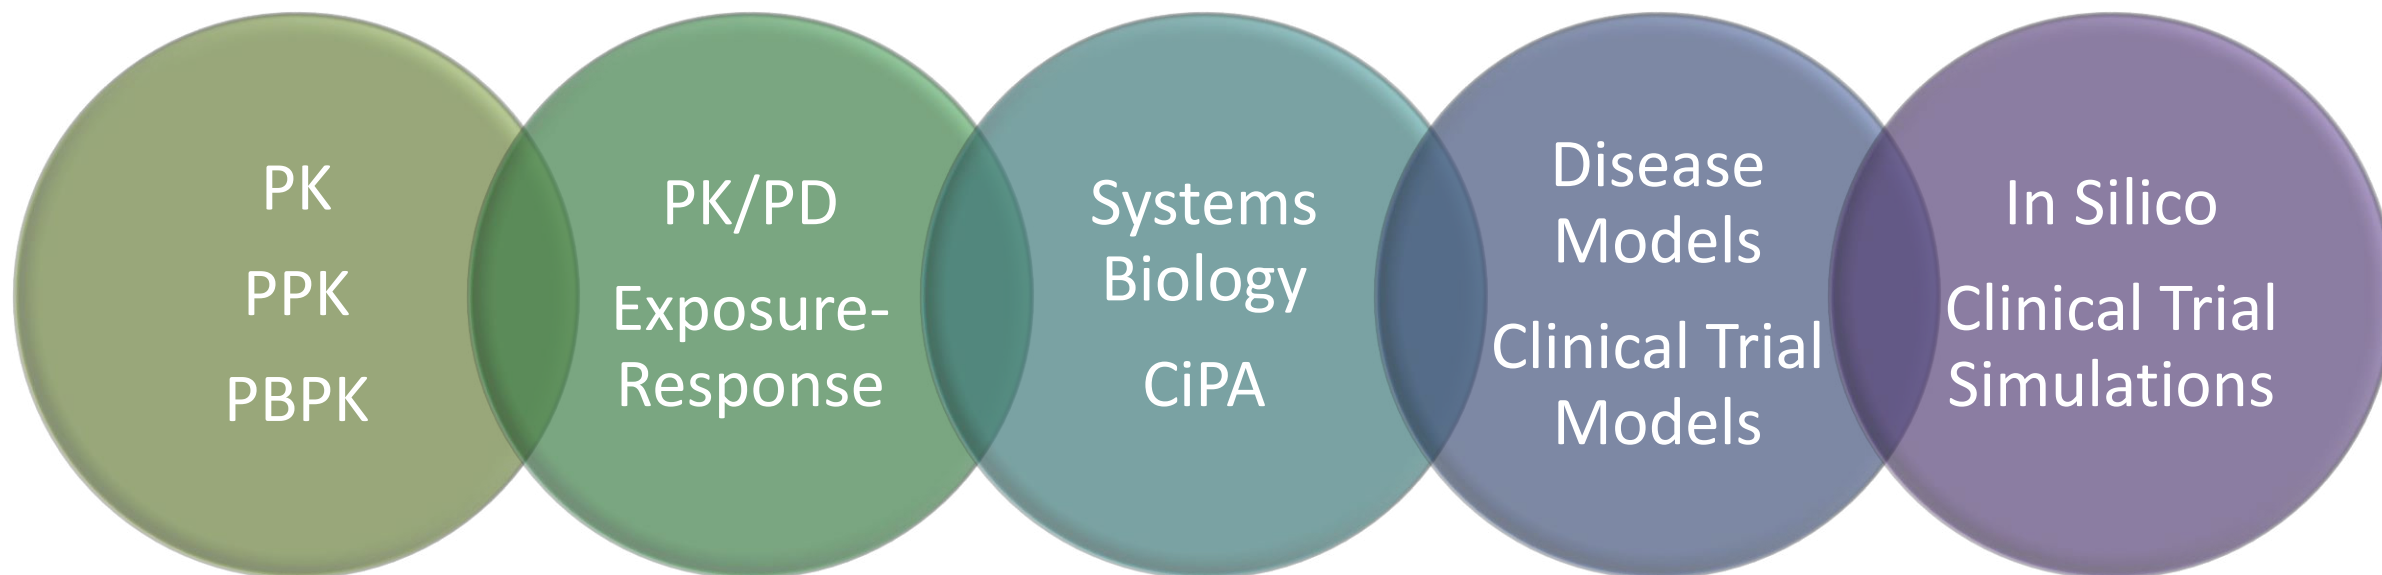 PK
PPK
PBPK
PK/PD
Exposure-
Response
Systems
Biology
CiPA
Disease
Models
Clinical Trial
Models
In Silico
Clinical Trial
Simulations